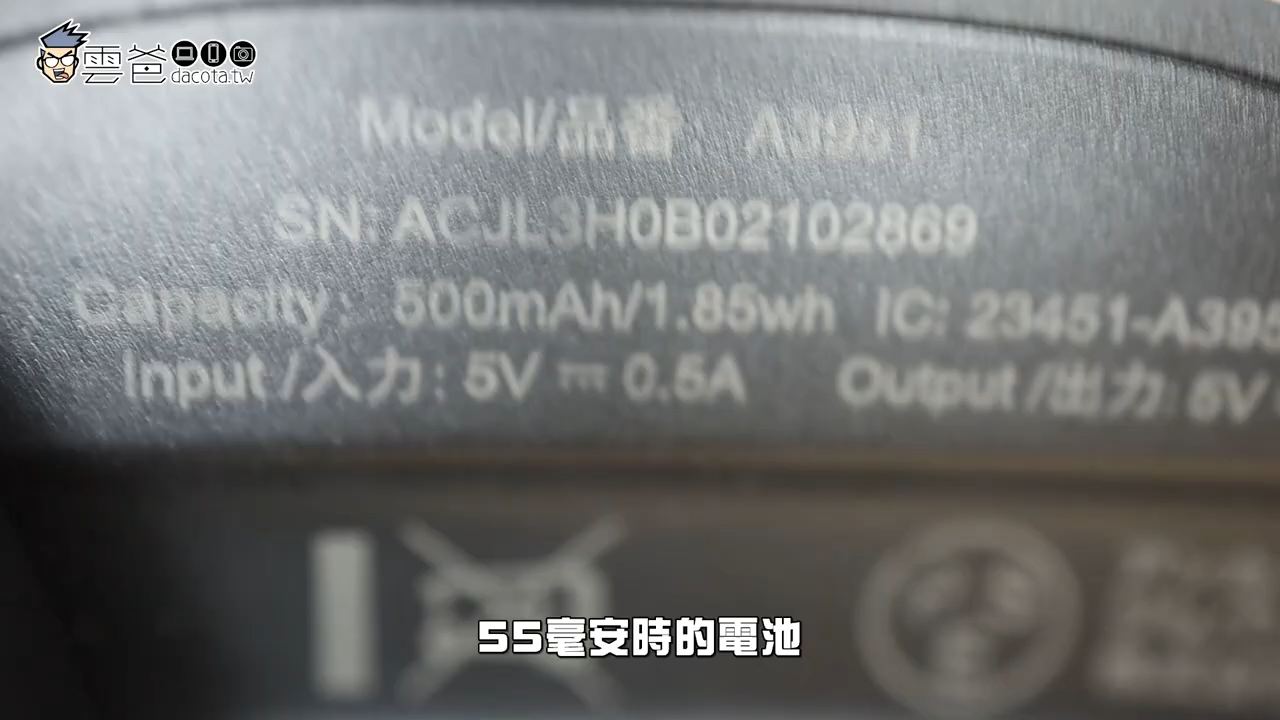 雲爸
dacota.tw
Model/品番: A3951
SN: ACJL3H0B02102869
Capacity: 500mAh/1.85wh IC: 23451-A395
Input /入力: 5V ⎓ 0.5A Output /出力: 5V
55毫安時的電池